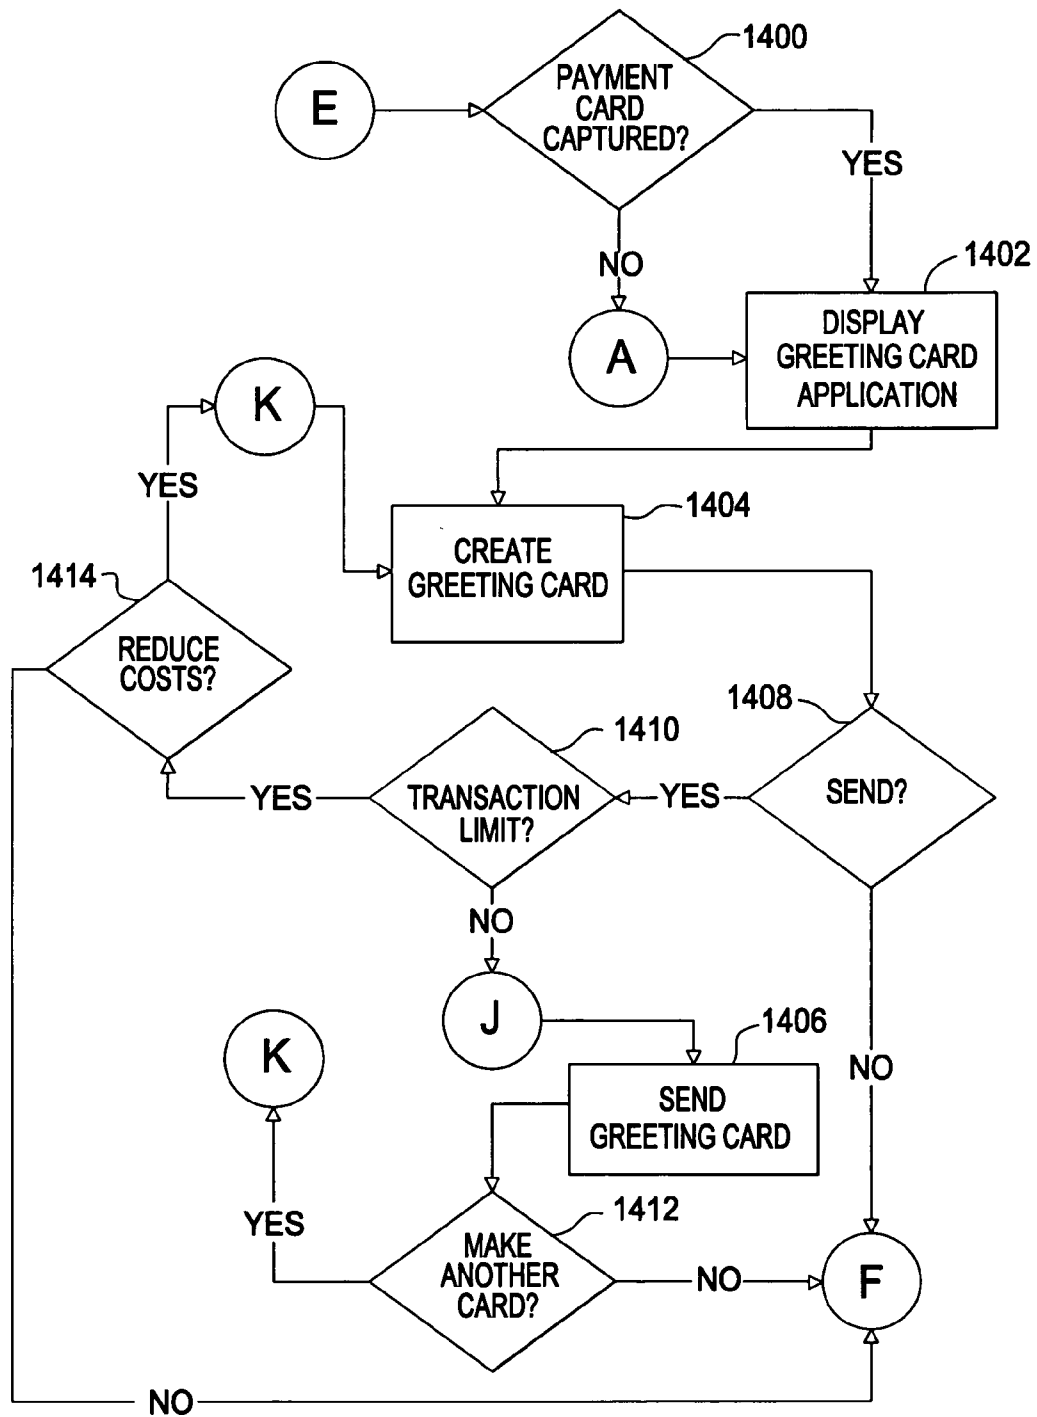 1400
PAYMENT
CARD
CAPTURED?
E
YES
NO
1402
DISPLAY
GREETING CARD
APPLICATION
A
K
YES
1404
CREATE
GREETING CARD
1414
REDUCE
COSTS?
1408
SEND?
1410
TRANSACTION
LIMIT?
YES
YES
NO
J
1406
SEND
GREETING CARD
K
NO
1412
MAKE
ANOTHER
CARD?
YES
NO
F
NO